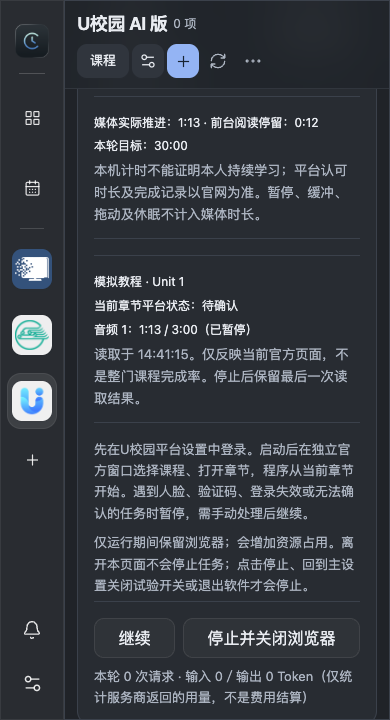 U校园 AI 版 0 项
课程
媒体实际推进：1:13 · 前台阅读停留：0:12
本轮目标：30:00
本机计时不能证明本人持续学习；平台认可
时长及完成记录以官网为准。暂停、缓冲、
拖动及休眠不计入媒体时长。
模拟教程 · Unit 1
当前章节平台状态：待确认
音频 1：1:13 / 3:00（已暂停）
读取于 14:41:15。仅反映当前官方页面，不
是整门课程完成率。停止后保留最后一次读
取结果。
先在U校园平台设置中登录。启动后在独立官
方窗口选择课程、打开章节，程序从当前章节
开始。遇到人脸、验证码、登录失效或无法确
认的任务时暂停，需手动处理后继续。
仅运行期间保留浏览器；会增加资源占用。离
开本页面不会停止任务；点击停止、回到主设
置关闭试验开关或退出软件才会停止。
继续
停止并关闭浏览器
本轮 0 次请求 · 输入 0 / 输出 0 Token（仅统
计服务商返回的用量，不是费用结算）